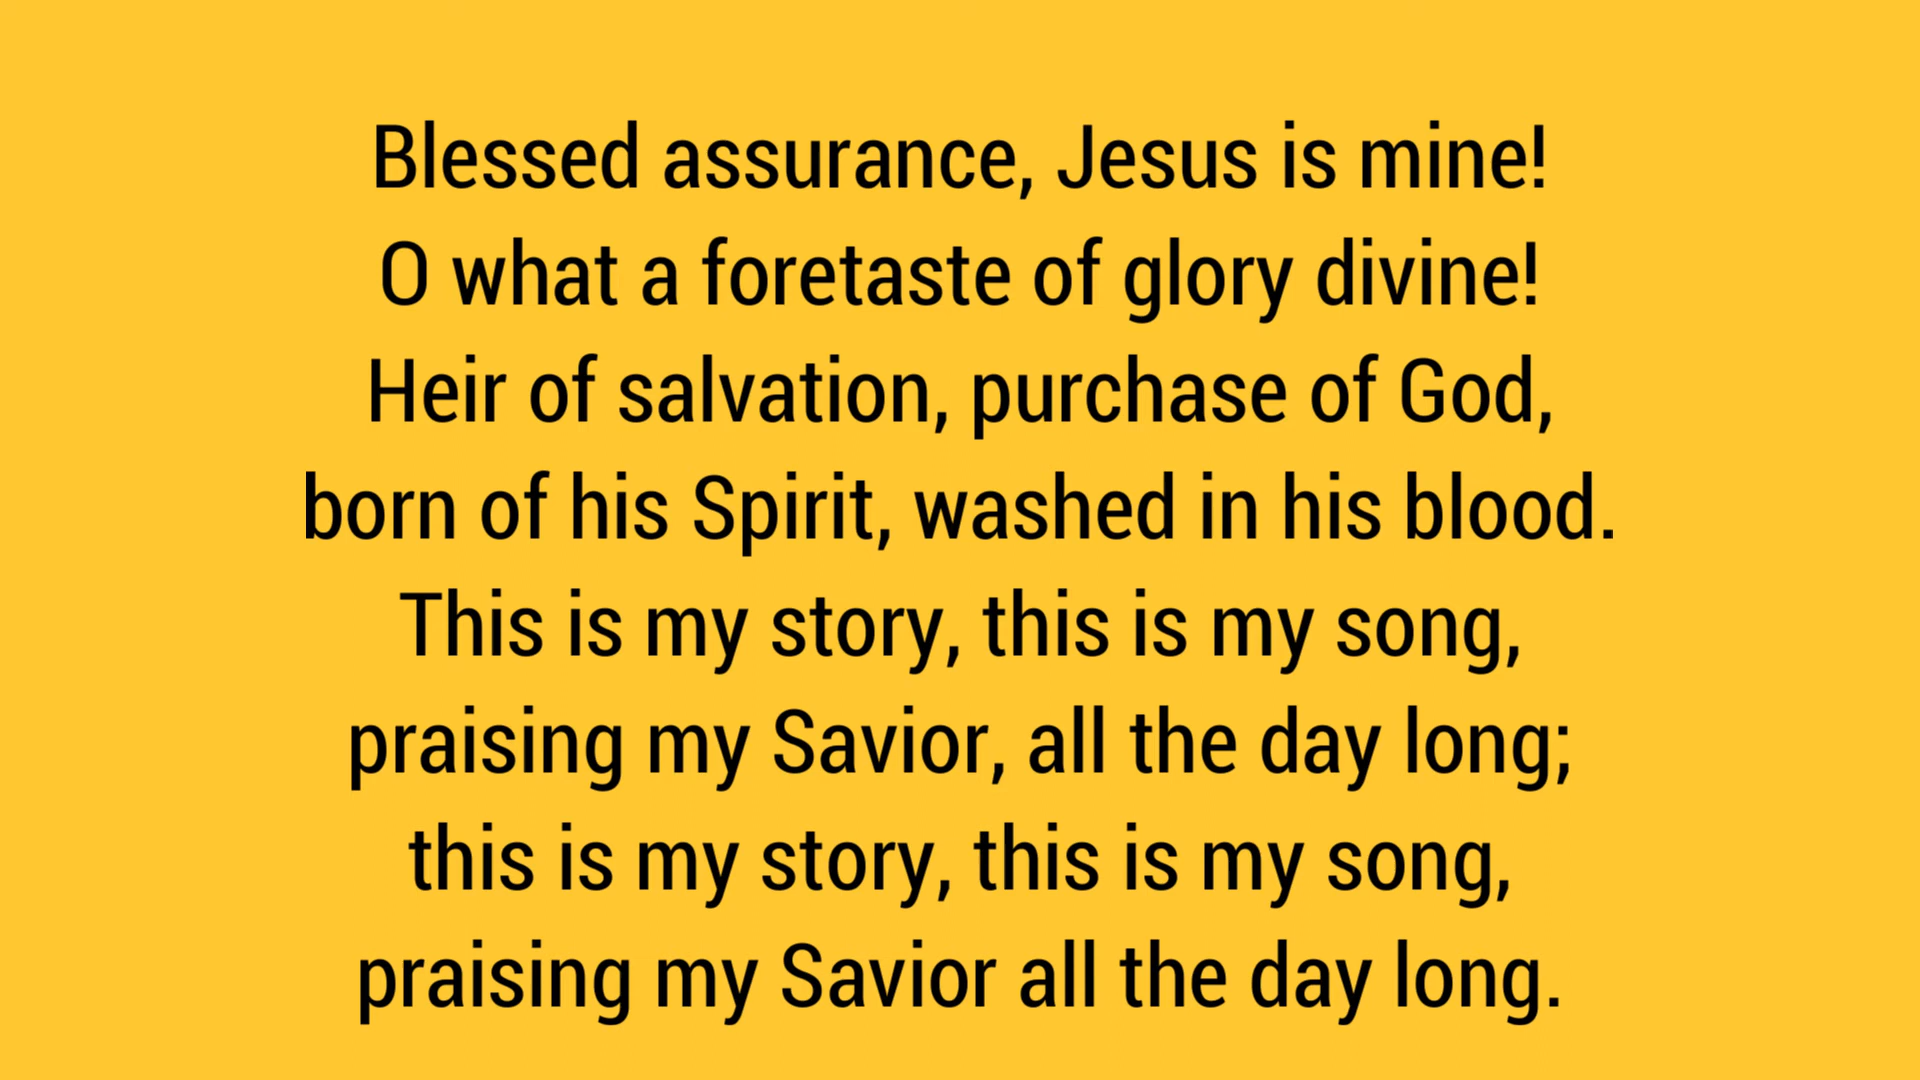 Blessed assurance, Jesus is mine!
O what a foretaste of glory divine!
Heir of salvation, purchase of God,
born of his Spirit, washed in his blood.
This is my story, this is my song,
praising my Savior, all the day long;
this is my story, this is my song,
praising my Savior all the day long.